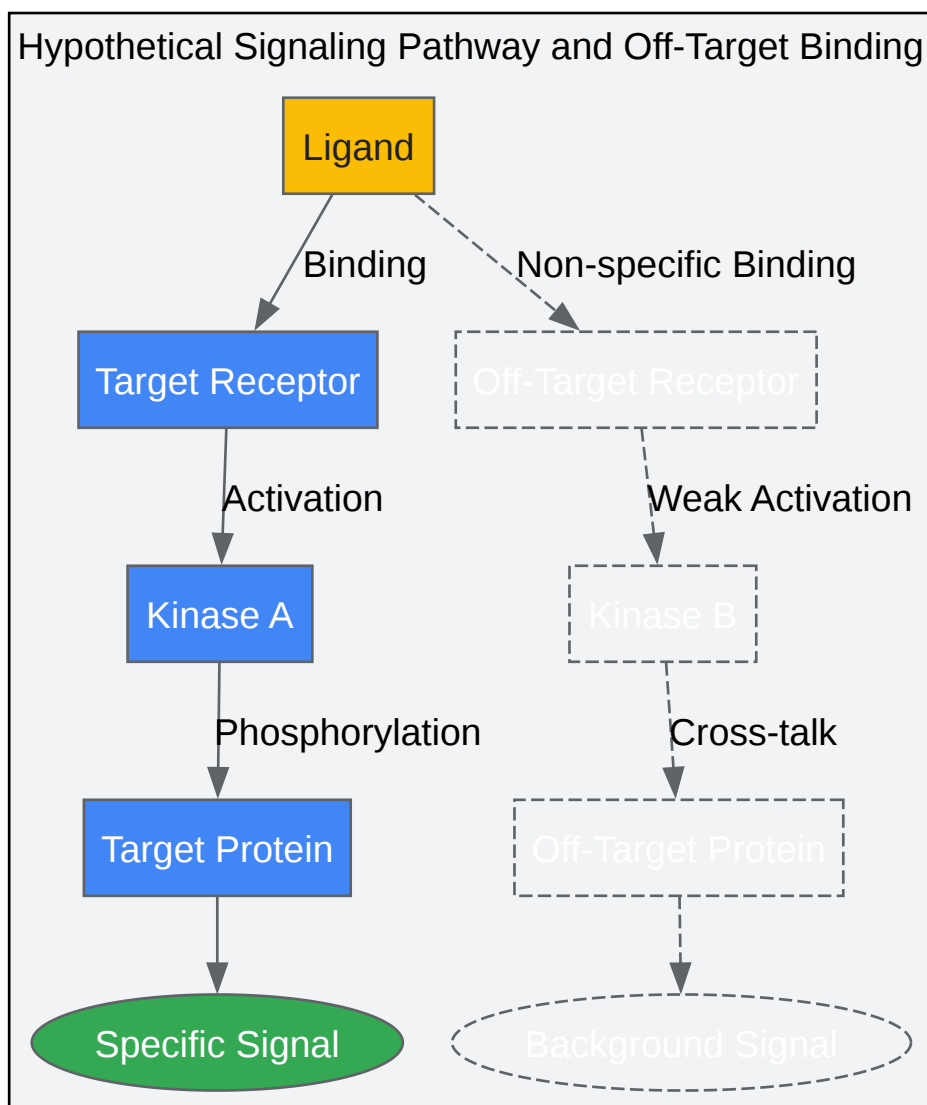 Hypothetical Signaling Pathway and Off-Target Binding
Ligand
Binding
Non-specific Binding
Target Receptor
Off-Target Receptor
Activation
Weak Activation
Kinase A
Kinase B
Phosphorylation
Cross-talk
Target Protein
Off-Target Protein
Specific Signal
Background Signal